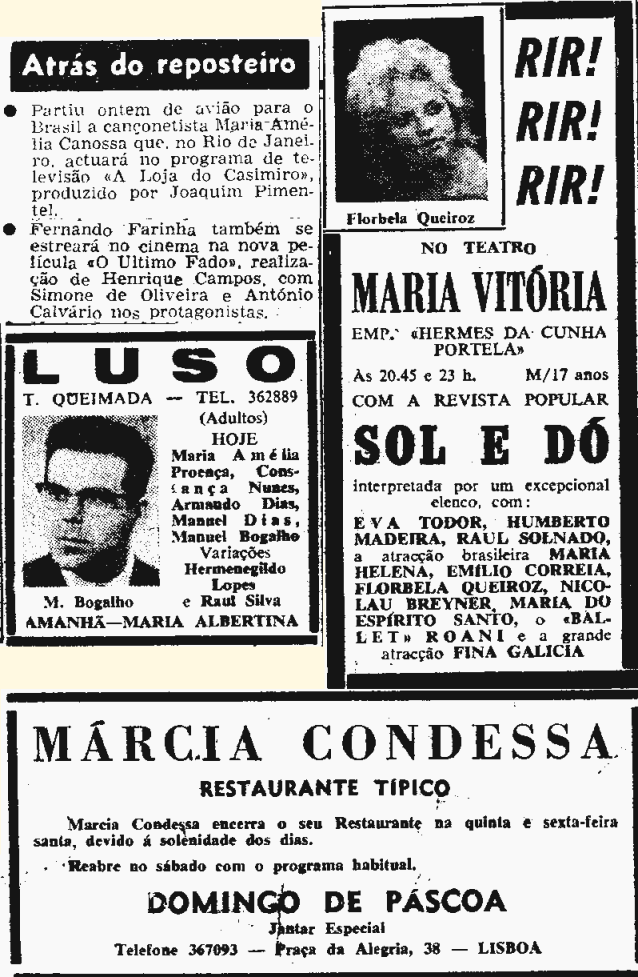 Atrás do reposteiro
● Partiu ontem de avião para o
Brasil a cançonetista Maria-Amé-
lia Canossa que, no Rio de Janei-
ro, actuará no programa de te-
levisão «A Loja do Casimiro»,
produzido por Joaquim Pimen-
tel.
● Fernando Farinha também se
estreará no cinema na nova pe-
lícula «O Ultimo Fado», realiza-
ção de Henrique Campos, com
Simone de Oliveira e António
Calvário nos protagonistas.
LUSO
T. QUEIMADA — TEL. 362889
(Adultos)
HOJE
Maria Amélia
Proença, Cons-
tança Nunes,
Armando Dias,
Manuel Dias,
Manuel Bogalho
Variações
Hermenegildo
Lopes
e Raul Silva
M. Bogalho
AMANHÃ—MARIA ALBERTINA
Florbela Queiroz
RIR!
RIR!
RIR!
NO TEATRO
MARIA VITÓRIA
EMP. «HERMES DA CUNHA
PORTELA»
Às 20.45 e 23 h. M/17 anos
COM A REVISTA POPULAR
SOL E DÓ
interpretada por um excepcional
elenco, com:
EVA TODOR, HUMBERTO
MADEIRA, RAUL SOLNADO,
a atracção brasileira MARIA
HELENA, EMÍLIO CORREIA,
FLORBELA QUEIROZ, NICO-
LAU BREYNER, MARIA DO
ESPÍRITO SANTO, o «BAL-
LET» ROANI e a grande
atracção FINA GALICIA
MÁRCIA CONDESSA
RESTAURANTE TÍPICO
Marcia Condessa encerra o seu Restaurante na quinta e sexta-feira
santa, devido á solenidade dos dias.
Reabre no sábado com o programa habitual.
DOMINGO DE PÁSCOA
Jantar Especial
Telefone 367093 — Praça da Alegria, 38 — LISBOA